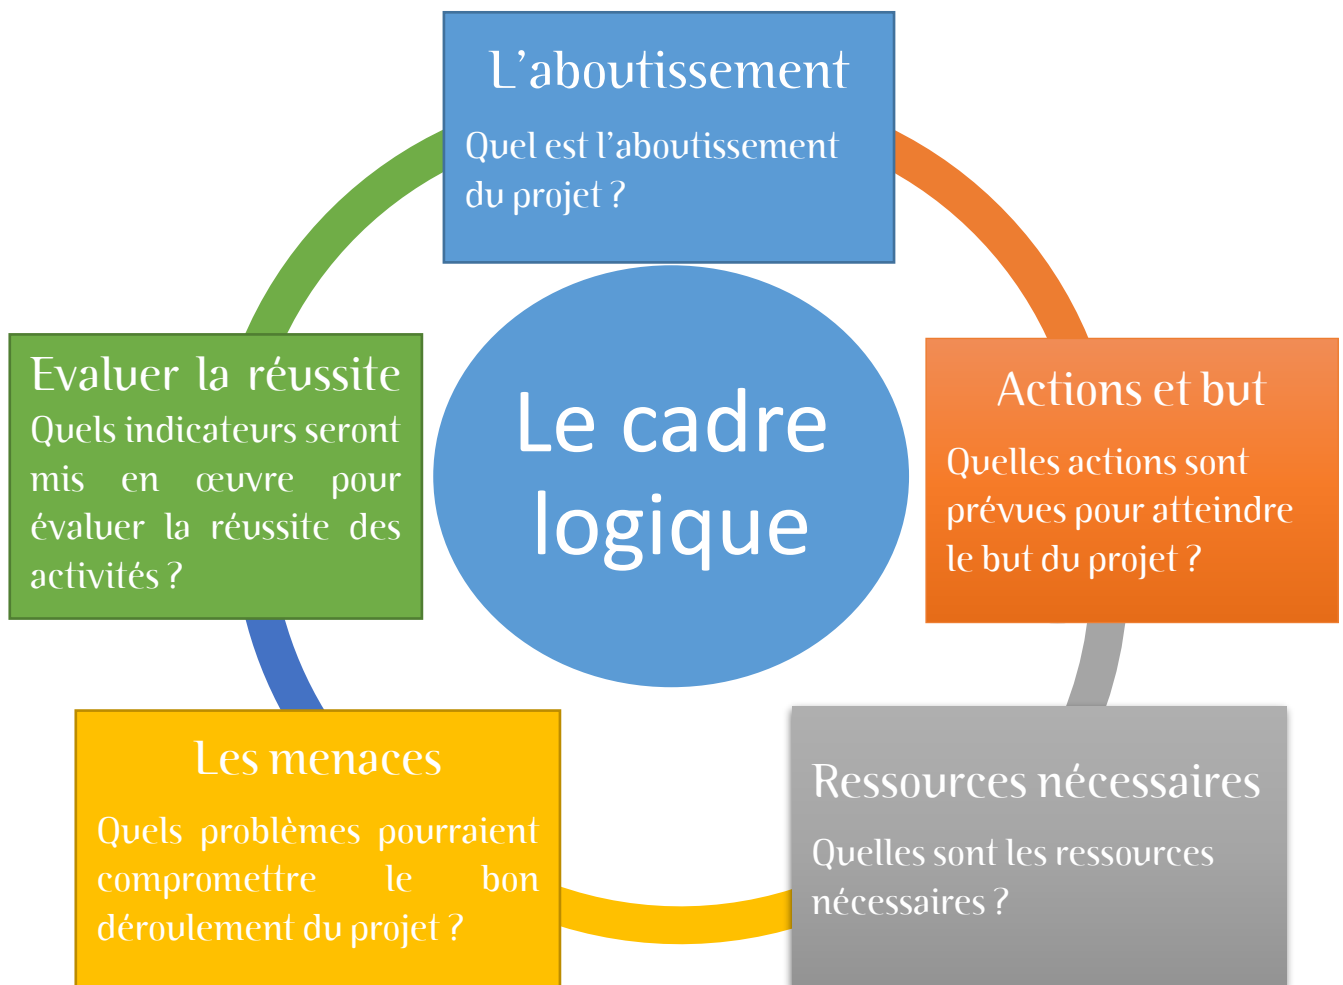 L’aboutissement
Quel est l’aboutissement
du projet ?
Actions et but
Quelles actions sont
prévues pour atteindre
le but du projet ?
Ressources nécessaires
Quelles sont les ressources
nécessaires ?
Les menaces
Quels problèmes pourraient
compromettre le bon
déroulement du projet ?
Evaluer la réussite
Quels indicateurs seront
mis en œuvre pour
évaluer la réussite des
activités ?
Le cadre
logique